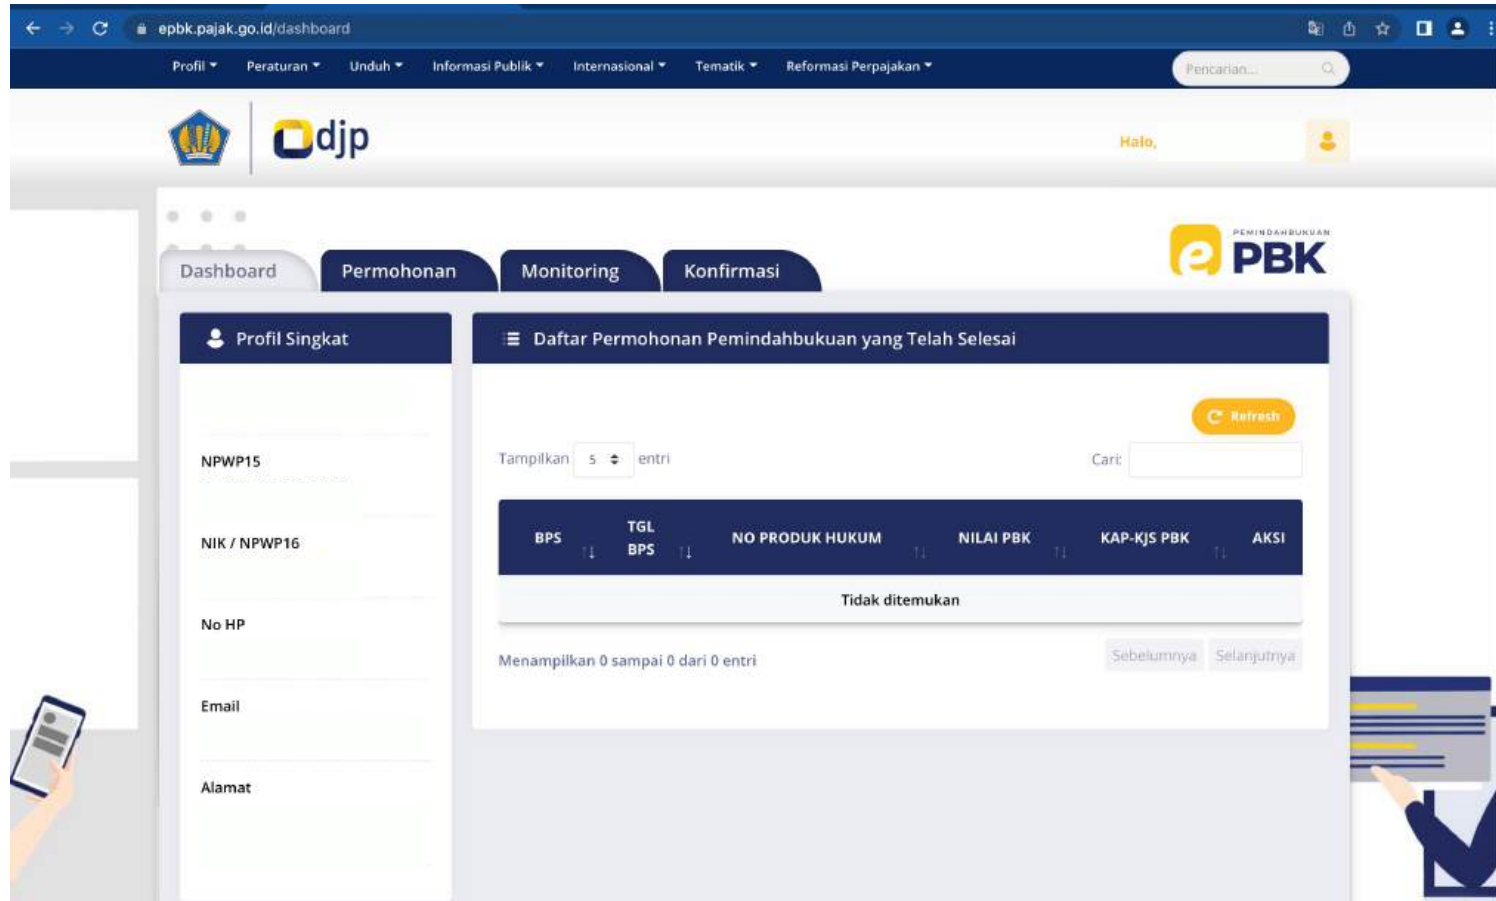 epbk.pajak.go.id/dashboard
Profil Peraturan Unduh Informasi Publik Internasional Tematik Reformasi Perpajakan Pencarian...
djp
Halo,
PEMINDAHBUKUAN
e PBK
Dashboard Permohonan Monitoring Konfirmasi
Profil Singkat
NPWP15
NIK / NPWP16
No HP
Email
Alamat
Daftar Permohonan Pemindahbukuan yang Telah Selesai
Refresh
Tampilkan 5 entri Cari:
BPS TGL BPS NO PRODUK HUKUM NILAI PBK KAP-KJS PBK AKSI
Tidak ditemukan
Menampilkan 0 sampai 0 dari 0 entri Sebelumnya Selanjutnya